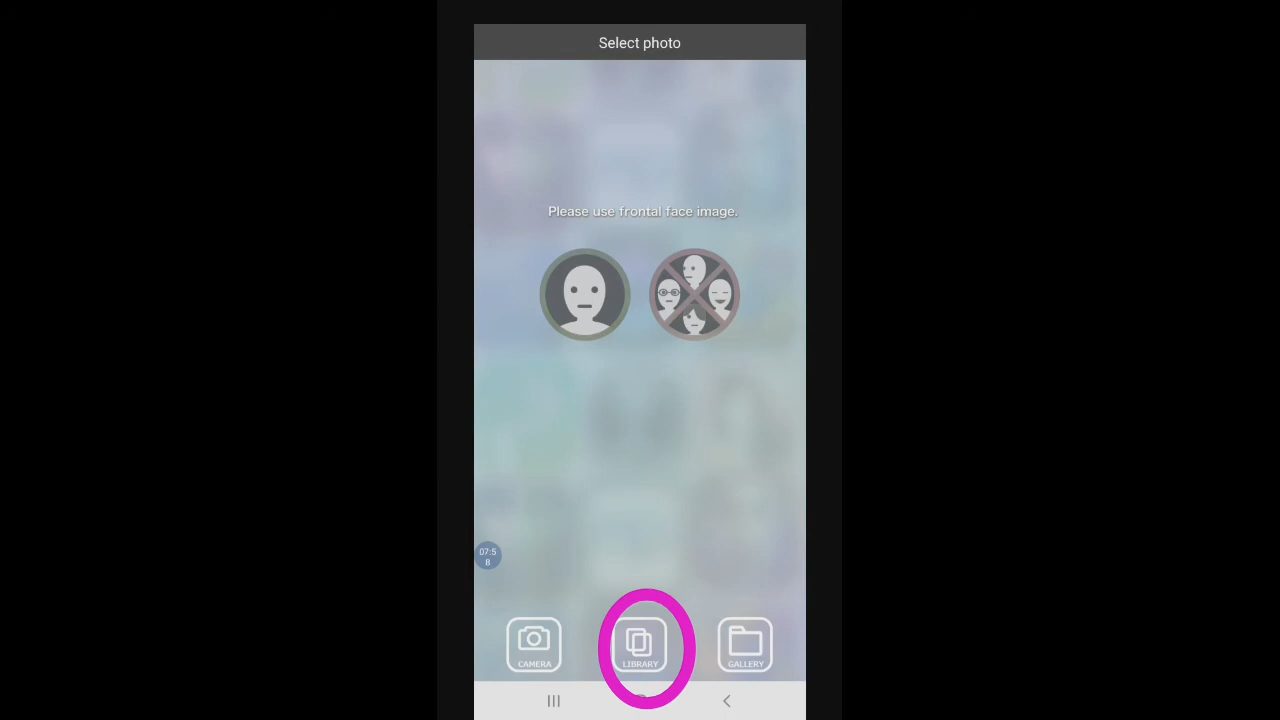 Select photo
Please use frontal face image.
07:5
8
CAMERA
LIBRARY
GALLERY